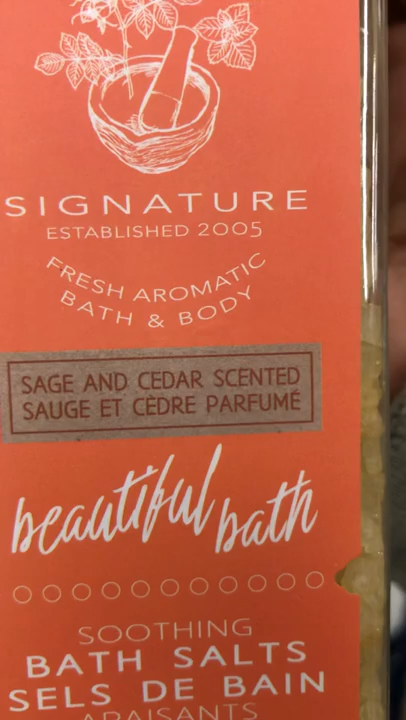 SIGNATURE
ESTABLISHED 2005
FRESH AROMATIC
BATH & BODY
SAGE AND CEDAR SCENTED
SAUGE ET CÈDRE PARFUMÉ
beautiful bath
SOOTHING
BATH SALTS
SELS DE BAIN
APAISANTS